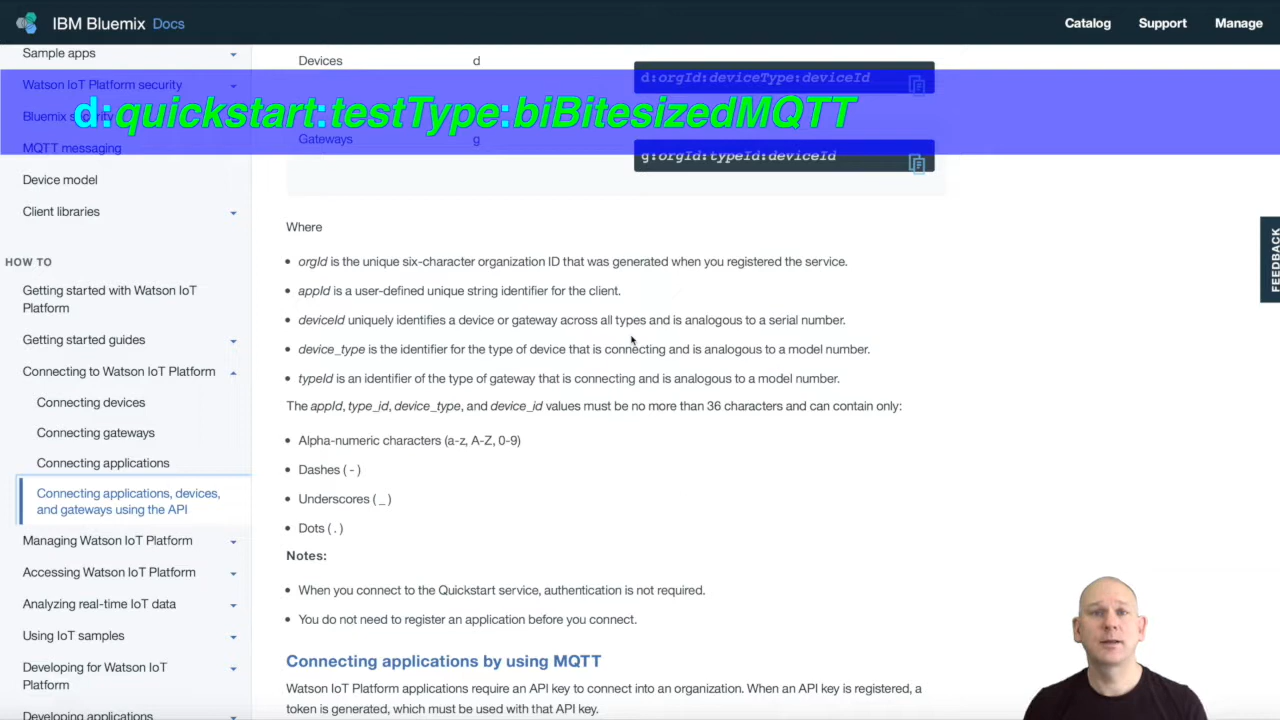 IBM Bluemix Docs
Catalog Support Manage
Sample apps
Watson IoT Platform security
Bluemix security
MQTT messaging
Device model
Client libraries
HOW TO
Getting started with Watson IoT
Platform
Getting started guides
Connecting to Watson IoT Platform
Connecting devices
Connecting gateways
Connecting applications
Connecting applications, devices,
and gateways using the API
Managing Watson IoT Platform
Accessing Watson IoT Platform
Analyzing real-time IoT data
Using IoT samples
Developing for Watson IoT
Platform
Developing applications
Devices d d:orgId:deviceType:deviceId
d:quickstart:testType:biBitesizedMQTT
Gateways g g:orgId:typeId:deviceId
Where
orgId is the unique six-character organization ID that was generated when you registered the service.
appId is a user-defined unique string identifier for the client.
deviceId uniquely identifies a device or gateway across all types and is analogous to a serial number.
device_type is the identifier for the type of device that is connecting and is analogous to a model number.
typeId is an identifier of the type of gateway that is connecting and is analogous to a model number.
The appId, type_id, device_type, and device_id values must be no more than 36 characters and can contain only:
Alpha-numeric characters (a-z, A-Z, 0-9)
Dashes ( - )
Underscores ( _ )
Dots ( . )
Notes:
When you connect to the Quickstart service, authentication is not required.
You do not need to register an application before you connect.
Connecting applications by using MQTT
Watson IoT Platform applications require an API key to connect into an organization. When an API key is registered, a
token is generated, which must be used with that API key.
FEEDBACK